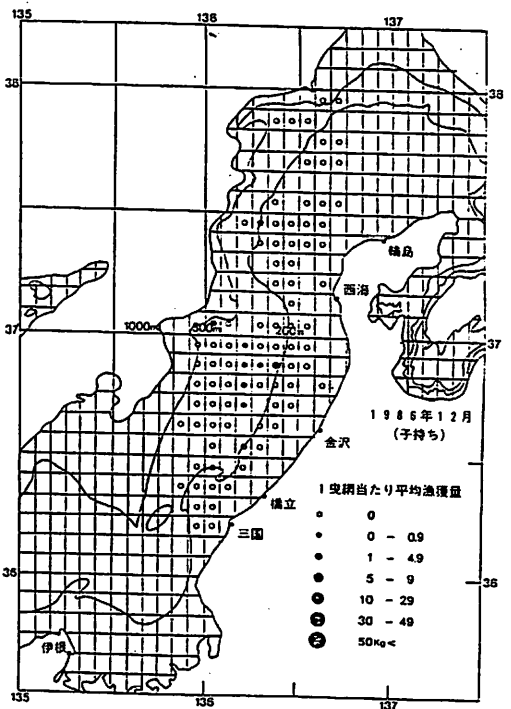 135 136 137
38 38
輪島
西海
1000m 500m 200m
37 37
1986年12月
(子持ち)
金沢
1曳網当たり平均漁獲量
橋立
0
三国
0 - 0.9
1 - 4.9
5 - 9
36 36
10 - 29
30 - 49
伊根
50Kg<
135 136 137